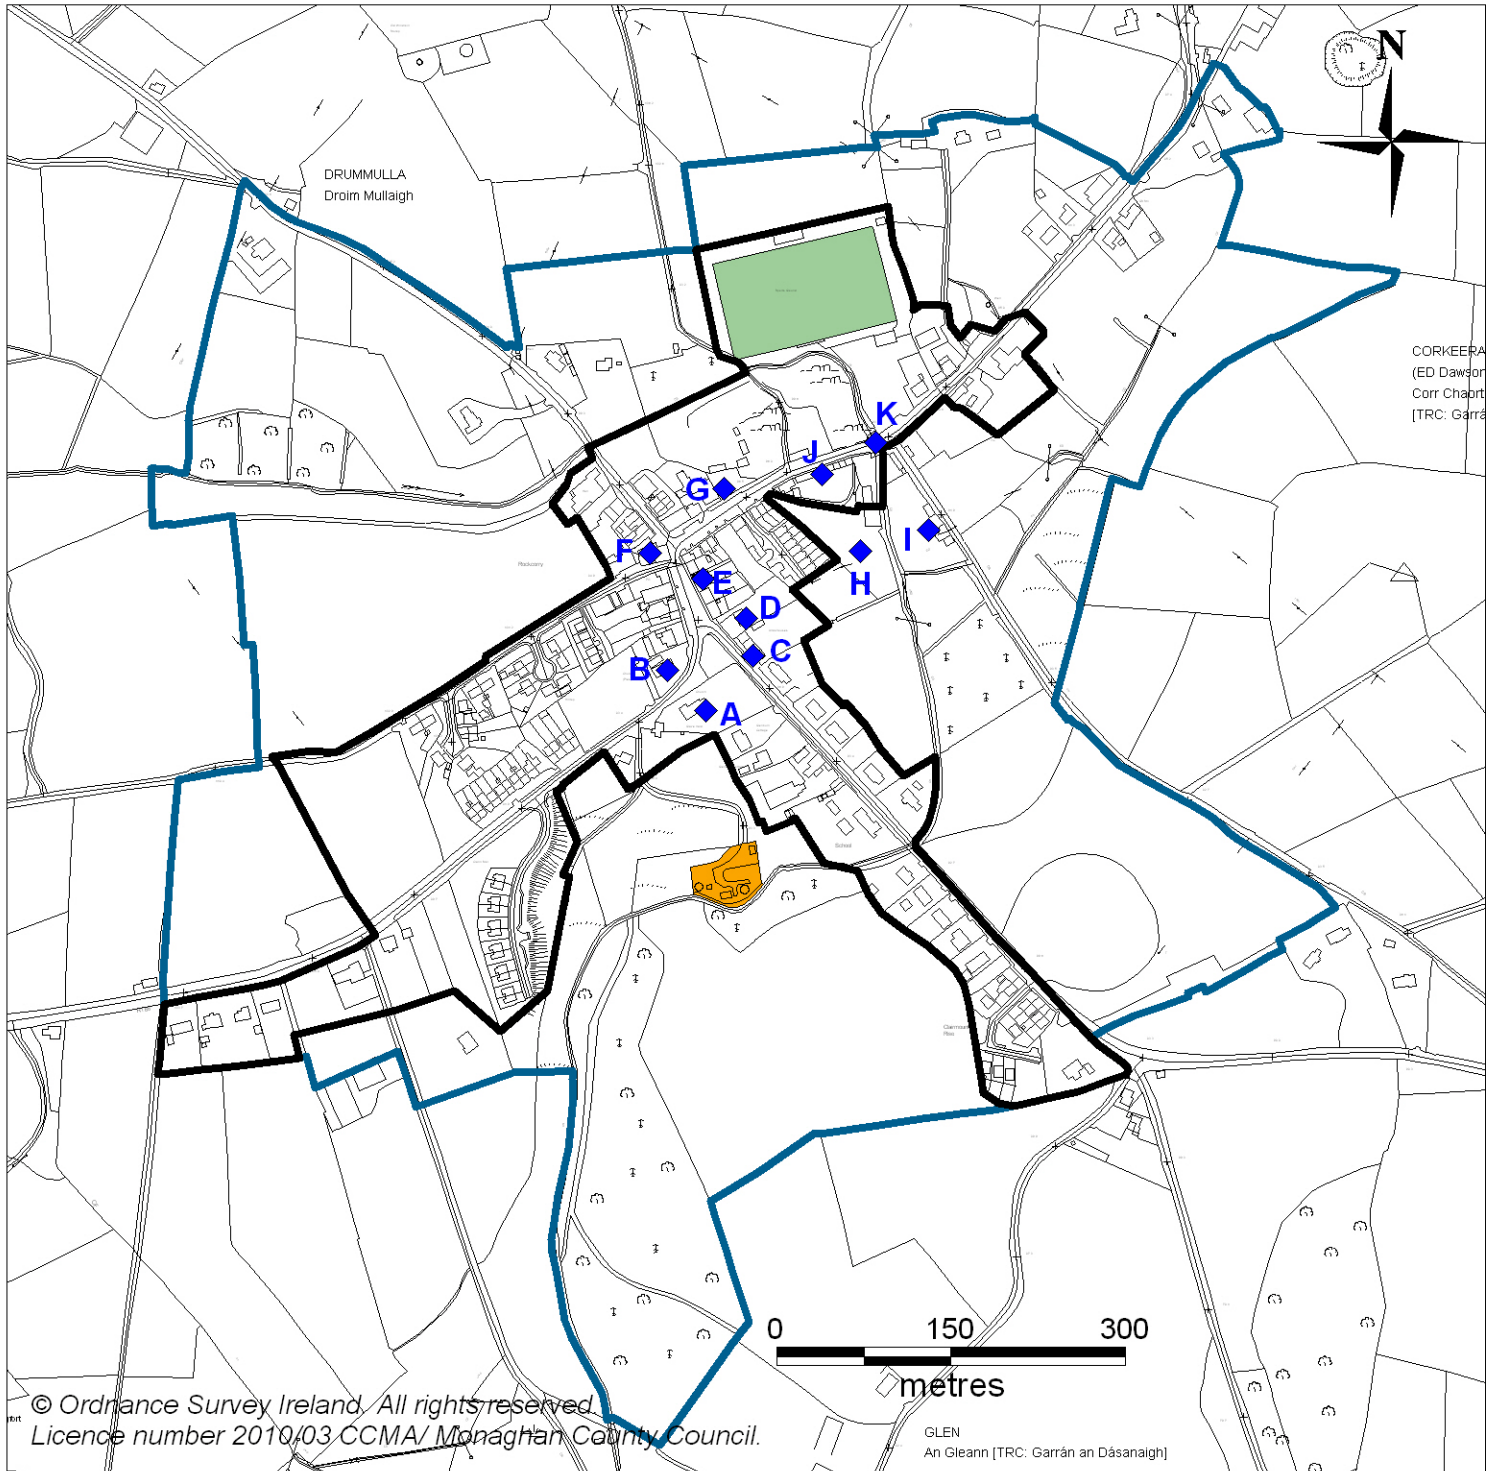 N
DRUMMULLA
Droim Mullaigh
CORKEERA
(ED Dawson
Corr Chaort
[TRC: Garrá
K
J
G
I
F
H
E
D
C
B
A
School
0 150 300
metres
© Ordnance Survey Ireland. All rights reserved.
Licence number 2010/03 CCMA/ Monaghan County Council.
GLEN
An Gleann [TRC: Garrán an Dásanaigh]